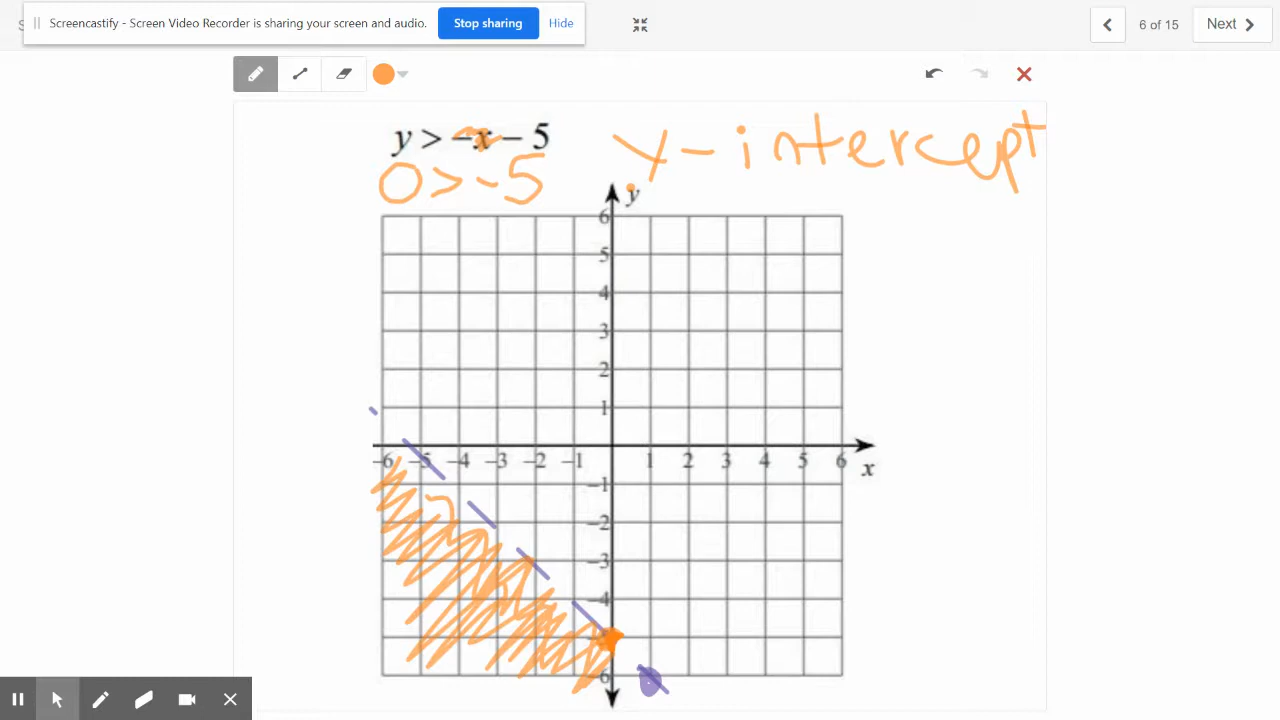 Screencastify - Screen Video Recorder is sharing your screen and audio. Stop sharing Hide
6 of 15 Next
y > -x - 5
y-intercept
0 > -5
y
6
5
4
3
2
1
-6 -5 -4 -3 -2 -1 1 2 3 4 5 6
x
-1
-2
-3
-4
-6